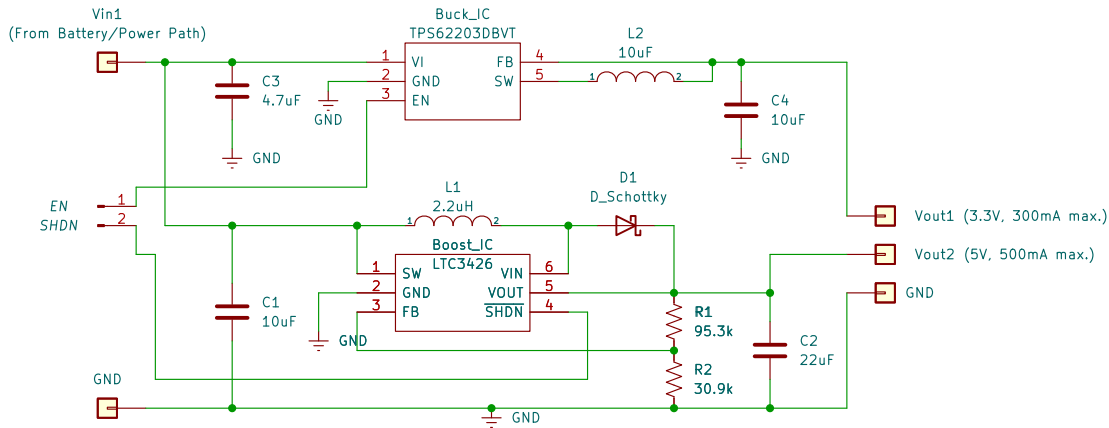 Vin1
(From Battery/Power Path)
Buck_IC
TPS62203DBVT
1
VI
2
GND
3
EN
FB
4
SW
5
L2
10uF
1
2
C3
4.7uF
GND
GND
C4
10uF
GND
EN
1
SHDN
2
L1
2.2uH
1
2
D1
D_Schottky
Boost_IC
LTC3426
1
SW
2
GND
3
FB
VIN
6
VOUT
5
SHDN
4
Vout1 (3.3V, 300mA max.)
Vout2 (5V, 500mA max.)
GND
C1
10uF
GND
R1
95.3k
R2
30.9k
C2
22uF
GND
GND